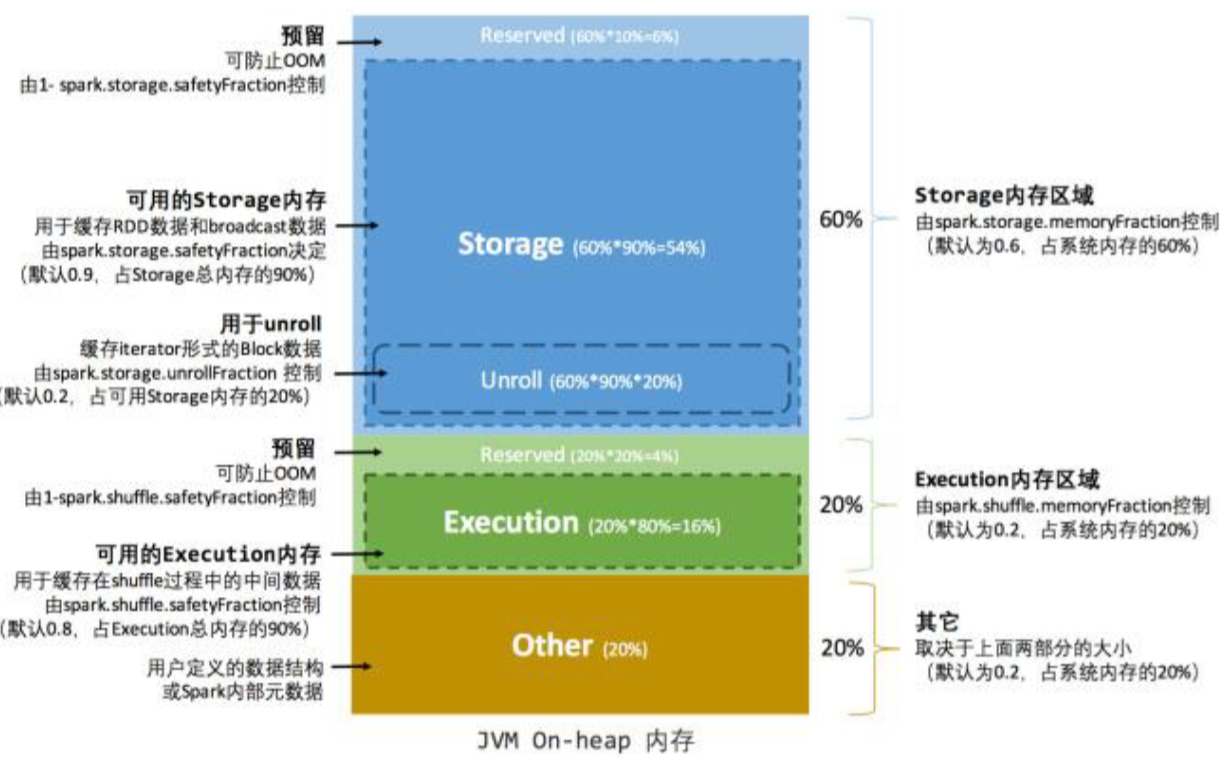 预留
可防止OOM
由1- spark.storage.safetyFraction控制
可用的Storage内存
用于缓存RDD数据和broadcast数据
由spark.storage.safetyFraction决定
(默认0.9, 占Storage总内存的90%)
用于unroll
缓存iterator形式的Block数据
由spark.storage.unrollFraction 控制
(默认0.2, 占可用Storage内存的20%)
预留
可防止OOM
由1-spark.shuffle.safetyFraction控制
可用的Execution内存
用于缓存在shuffle过程中的中间数据
由spark.shuffle.safetyFraction控制
(默认0.8, 占Execution总内存的90%)
用户定义的数据结构
或Spark内部元数据
Reserved (60%*10%=6%)
Storage (60%*90%=54%)
Unroll (60%*90%*20%)
Reserved (20%*20%=4%)
Execution (20%*80%=16%)
Other (20%)
60%
20%
20%
Storage内存区域
由spark.storage.memoryFraction控制
(默认为0.6, 占系统内存的60%)
Execution内存区域
由spark.shuffle.memoryFraction控制
(默认为0.2, 占系统内存的20%)
其它
取决于上面两部分的大小
(默认为0.2, 占系统内存的20%)
JVM On-heap 内存